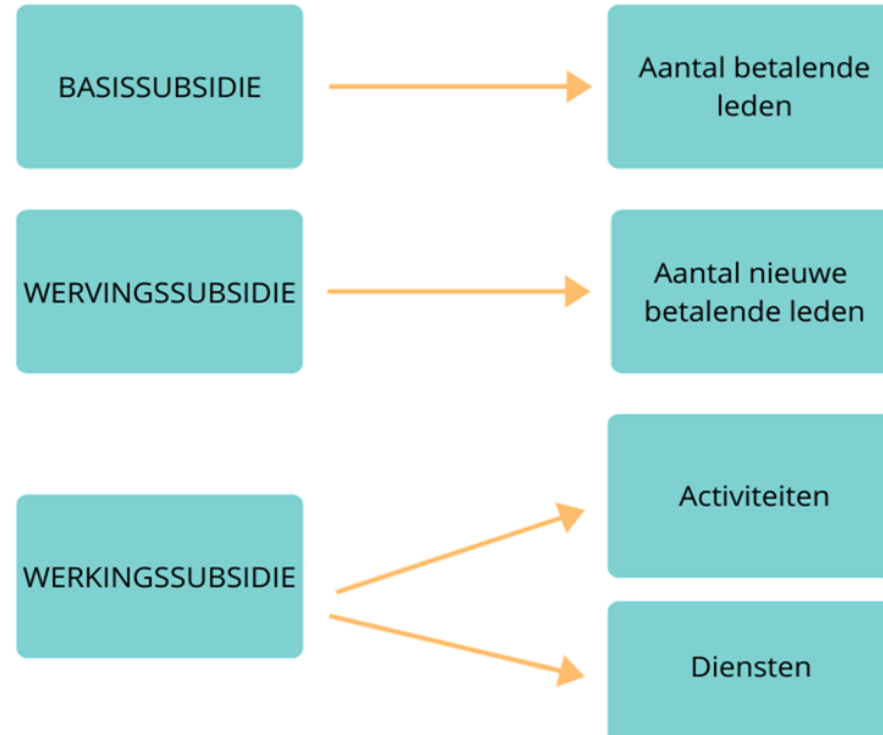 BASISSUBSIDIE
Aantal betalende
leden
WERVINGSSUBSIDIE
Aantal nieuwe
betalende leden
WERKINGSSUBSIDIE
Activiteiten
Diensten